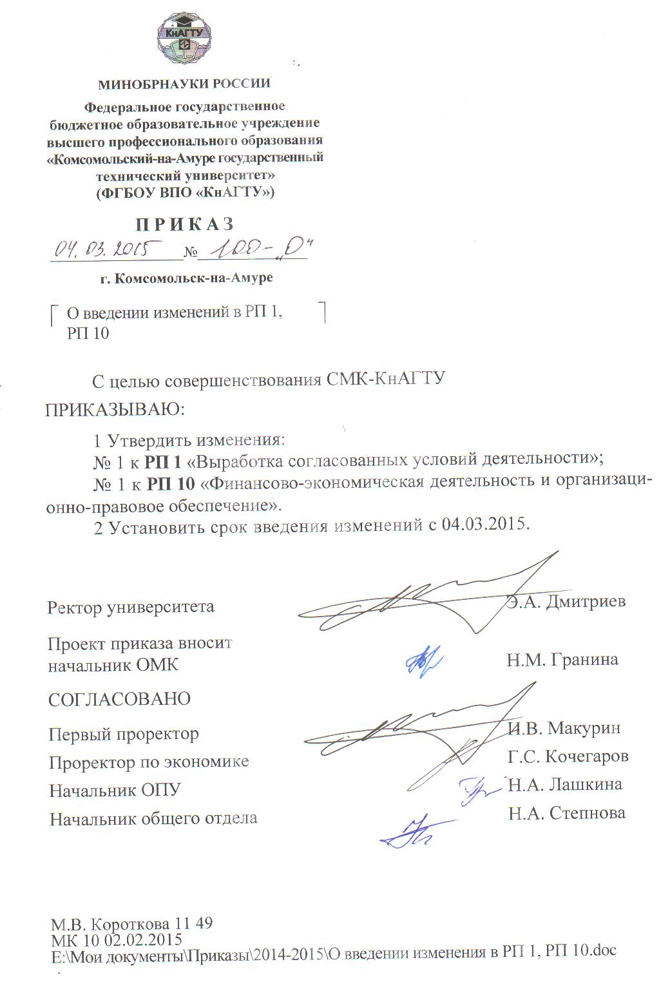 КнАГТУ
МИНОБРНАУКИ РОССИИ
Федеральное государственное
бюджетное образовательное учреждение
высшего профессионального образования
«Комсомольский-на-Амуре государственный
технический университет»
(ФГБОУ ВПО «КнАГТУ»)
П Р И К А З
04.03.2015 № 100-„О“
г. Комсомольск-на-Амуре
О введении изменений в РП 1,
РП 10
С целью совершенствования СМК-КнАГТУ
ПРИКАЗЫВАЮ:
1 Утвердить изменения:
№ 1 к РП 1 «Выработка согласованных условий деятельности»;
№ 1 к РП 10 «Финансово-экономическая деятельность и организаци-
онно-правовое обеспечение».
2 Установить срок введения изменений с 04.03.2015.
Ректор университета Э.А. Дмитриев
Проект приказа вносит
начальник ОМК Н.М. Гранина
СОГЛАСОВАНО
Первый проректор И.В. Макурин
Проректор по экономике Г.С. Кочегаров
Начальник ОПУ Н.А. Лашкина
Начальник общего отдела Н.А. Степнова
М.В. Короткова 11 49
МК 10 02.02.2015
E:\Мои документы\Приказы\2014-2015\О введении изменения в РП 1, РП 10.doc